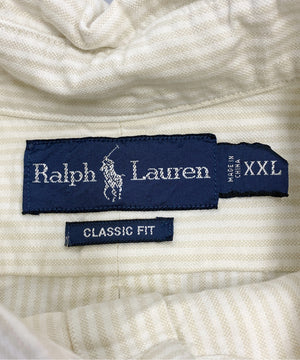 Ralph Lauren
MADE IN
CHINA
XXL
CLASSIC FIT